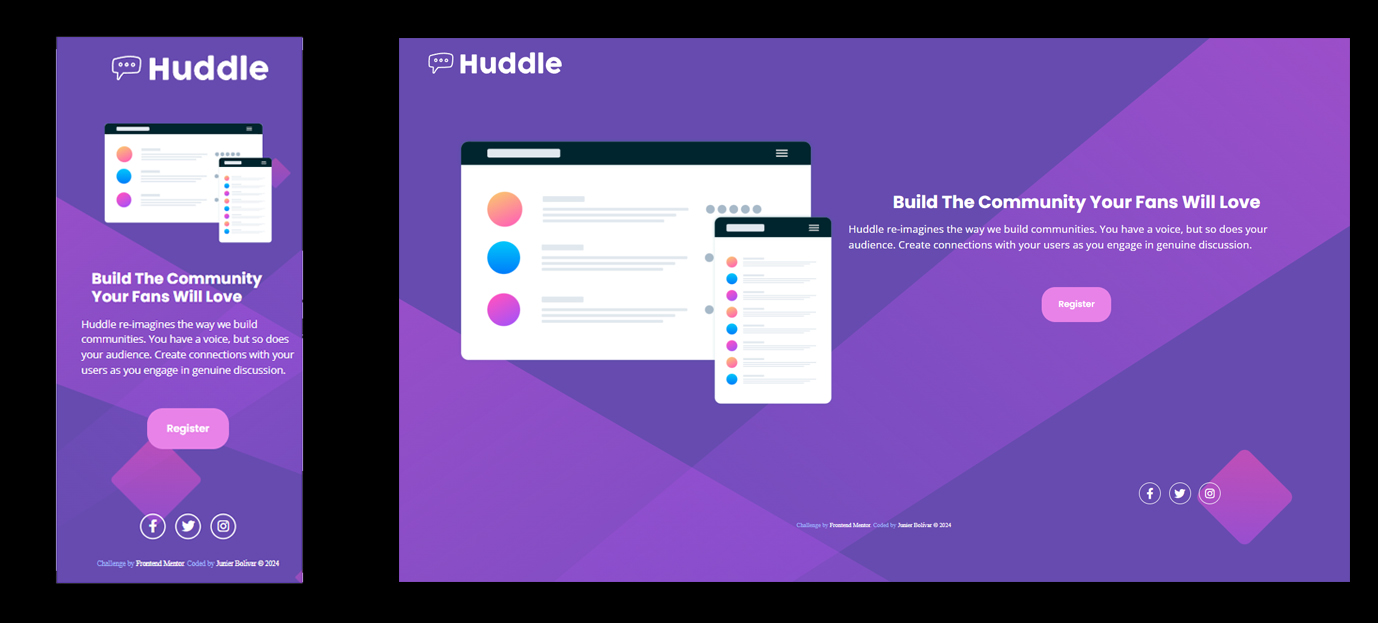 Huddle
Build The Community
Your Fans Will Love
Huddle re-imagines the way we build
communities. You have a voice, but so does
your audience. Create connections with your
users as you engage in genuine discussion.
Register
Challenge by Frontend Mentor Coded by Junier Bolívar © 2024
Huddle
Build The Community Your Fans Will Love
Huddle re-imagines the way we build communities. You have a voice, but so does your
audience. Create connections with your users as you engage in genuine discussion.
Register
Challenge by Frontend Mentor Coded by Junier Bolívar © 2024